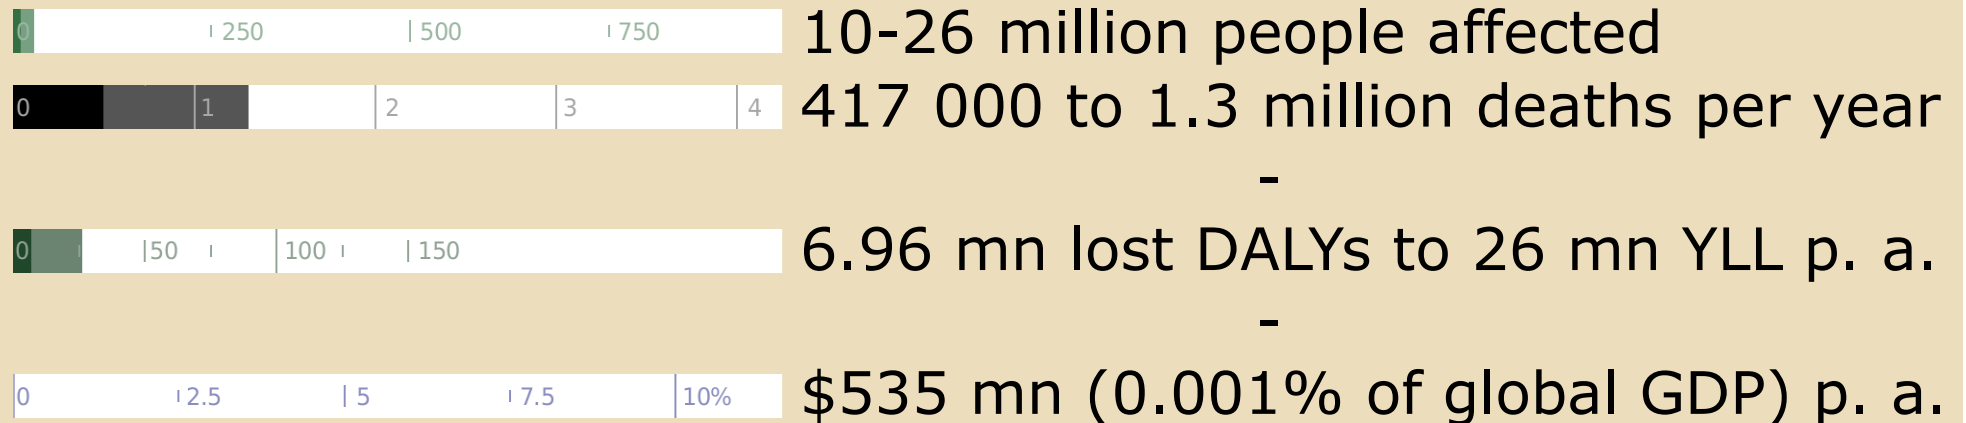 0 250 500 750 10-26 million people affected
0 1 2 3 4 417 000 to 1.3 million deaths per year
-
0 50 100 150 6.96 mn lost DALYs to 26 mn YLL p. a.
-
0 2.5 5 7.5 10% $535 mn (0.001% of global GDP) p. a.